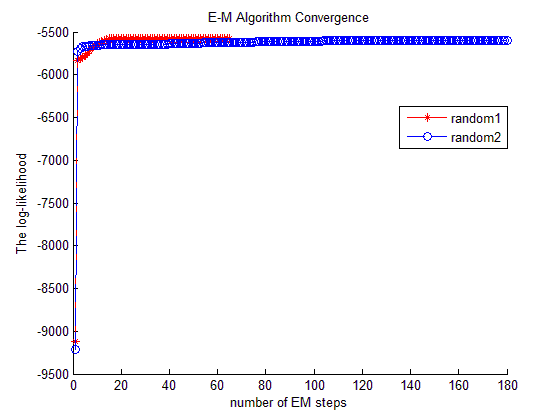 E-M Algorithm Convergence
-5500
-6000
-6500
-7000
-7500
-8000
-8500
-9000
-9500
The log-likelihood
random1
random2
0 20 40 60 80 100 120 140 160 180
number of EM steps